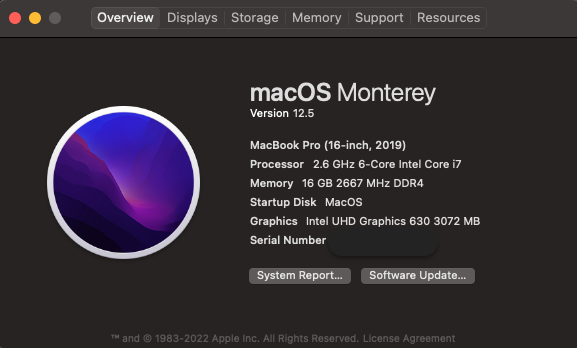 Overview Displays Storage Memory Support Resources
macOS Monterey
Version 12.5
MacBook Pro (16-inch, 2019)
Processor 2.6 GHz 6-Core Intel Core i7
Memory 16 GB 2667 MHz DDR4
Startup Disk MacOS
Graphics Intel UHD Graphics 630 3072 MB
Serial Number
System Report... Software Update...
™ and © 1983-2022 Apple Inc. All Rights Reserved. License Agreement